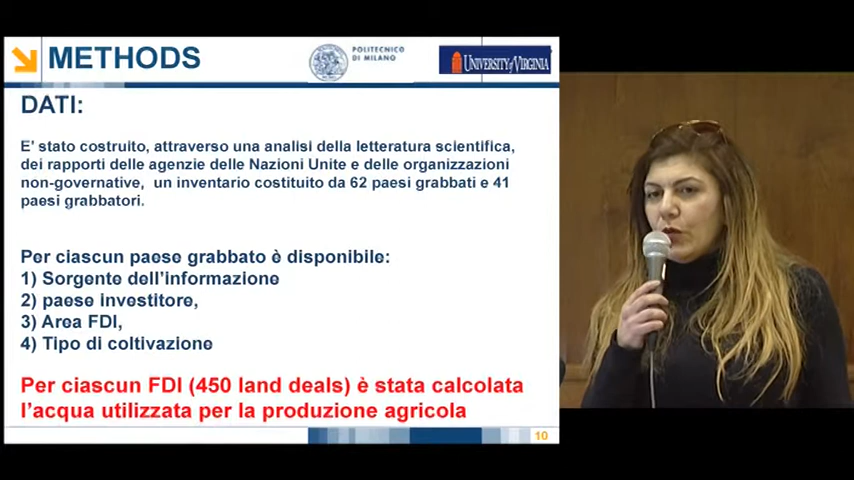 METHODS
POLITECNICO
DI MILANO
UNIVERSITY of VIRGINIA
DATI:
E' stato costruito, attraverso una analisi della letteratura scientifica,
dei rapporti delle agenzie delle Nazioni Unite e delle organizzazioni
non-governative, un inventario costituito da 62 paesi grabbati e 41
paesi grabbatori.
Per ciascun paese grabbato è disponibile:
1) Sorgente dell'informazione
2) paese investitore,
3) Area FDI,
4) Tipo di coltivazione
Per ciascun FDI (450 land deals) è stata calcolata
l'acqua utilizzata per la produzione agricola
10